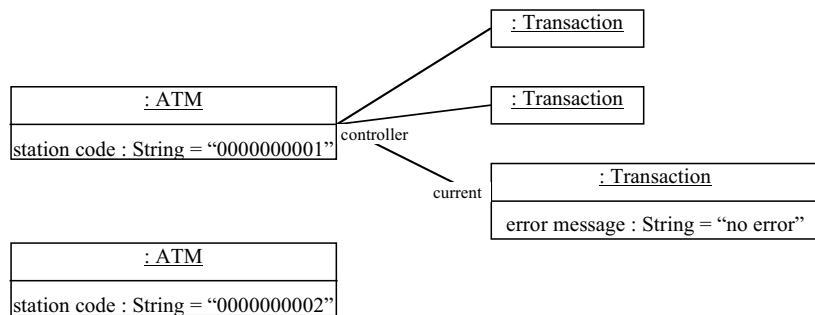 : Transaction
: ATM
station code : String = “0000000001”
: Transaction
controller
current
: Transaction
error message : String = “no error”
: ATM
station code : String = “0000000002”